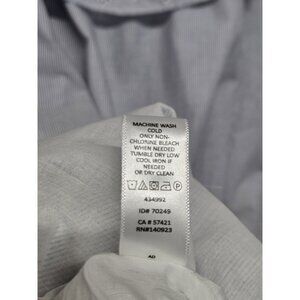 MACHINE WASH
COLD
ONLY NON-
CHLORINE BLEACH
WHEN NEEDED
TUMBLE DRY LOW
COOL IRON IF
NEEDED
OR DRY CLEAN
434992
ID# 70249
CA # 57421
RN#140923